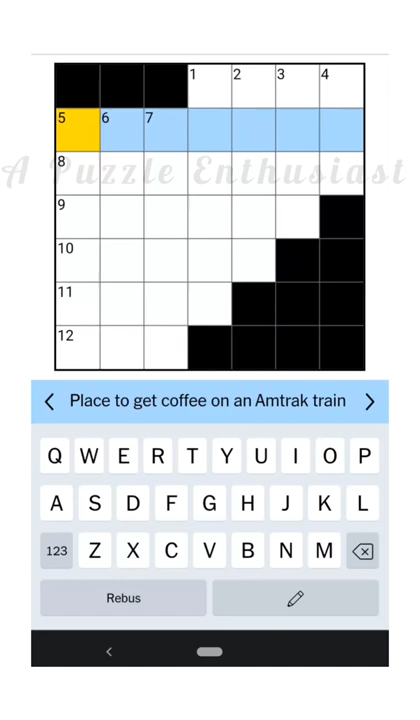 1 2 3 4
5 6 7
8
A Puzzle Enthusiast
9
10
11
12
Place to get coffee on an Amtrak train
Q W E R T Y U I O P
A S D F G H J K L
123 Z X C V B N M
Rebus